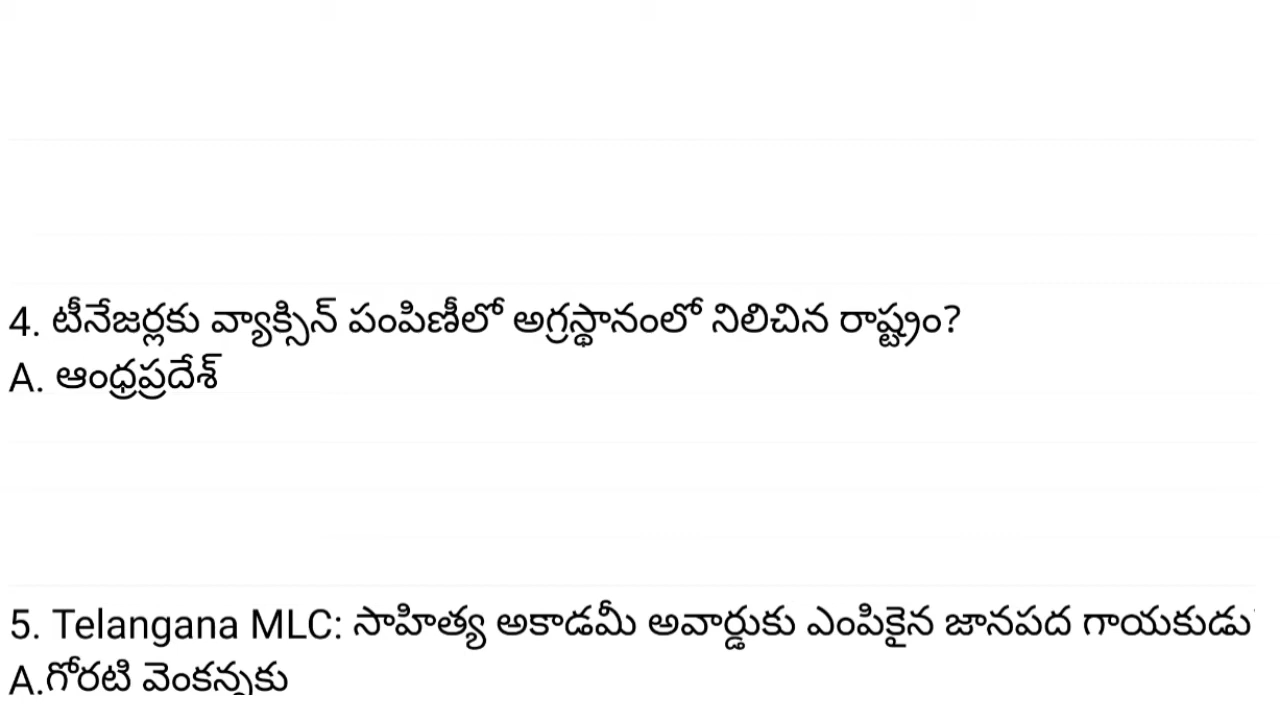 4. టీనేజర్లకు వ్యాక్సిన్ పంపిణీలో అగ్రస్థానంలో నిలిచిన రాష్ట్రం?
A. ఆంధ్రప్రదేశ్
5. Telangana MLC: సాహిత్య అకాడమీ అవార్డుకు ఎంపికైన జానపద గాయకుడు
A.గోరటి వెంకన్నకు